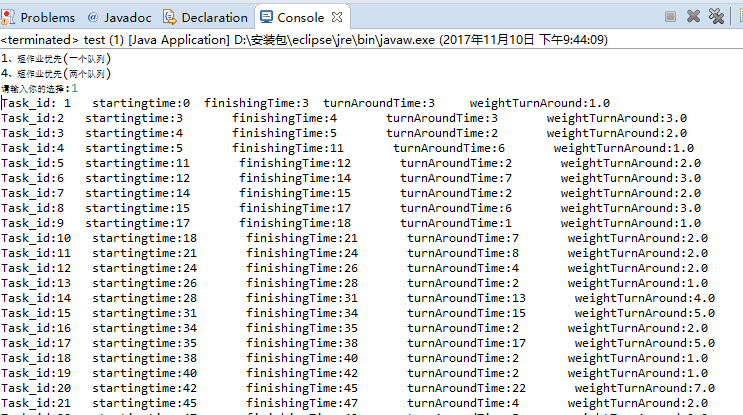 Problems @ Javadoc Declaration Console
<terminated> test (1) [Java Application] D:\安装包\eclipse\jre\bin\javaw.exe (2017年11月10日 下午9:44:09)
1、短作业优先(一个队列)
4、短作业优先(两个队列)
请输入你的选择:1
Task_id: 1 startingtime:0 finishingTime:3 turnAroundTime:3 weightTurnAround:1.0
Task_id:2 startingtime:3 finishingTime:4 turnAroundTime:3 weightTurnAround:3.0
Task_id:3 startingtime:4 finishingTime:5 turnAroundTime:2 weightTurnAround:2.0
Task_id:4 startingtime:5 finishingTime:11 turnAroundTime:6 weightTurnAround:1.0
Task_id:5 startingtime:11 finishingTime:12 turnAroundTime:2 weightTurnAround:2.0
Task_id:6 startingtime:12 finishingTime:14 turnAroundTime:7 weightTurnAround:3.0
Task_id:7 startingtime:14 finishingTime:15 turnAroundTime:2 weightTurnAround:2.0
Task_id:8 startingtime:15 finishingTime:17 turnAroundTime:6 weightTurnAround:3.0
Task_id:9 startingtime:17 finishingTime:18 turnAroundTime:1 weightTurnAround:1.0
Task_id:10 startingtime:18 finishingTime:21 turnAroundTime:7 weightTurnAround:2.0
Task_id:11 startingtime:21 finishingTime:24 turnAroundTime:8 weightTurnAround:2.0
Task_id:12 startingtime:24 finishingTime:26 turnAroundTime:4 weightTurnAround:2.0
Task_id:13 startingtime:26 finishingTime:28 turnAroundTime:2 weightTurnAround:1.0
Task_id:14 startingtime:28 finishingTime:31 turnAroundTime:13 weightTurnAround:4.0
Task_id:15 startingtime:31 finishingTime:34 turnAroundTime:15 weightTurnAround:5.0
Task_id:16 startingtime:34 finishingTime:35 turnAroundTime:2 weightTurnAround:2.0
Task_id:17 startingtime:35 finishingTime:38 turnAroundTime:17 weightTurnAround:5.0
Task_id:18 startingtime:38 finishingTime:40 turnAroundTime:2 weightTurnAround:1.0
Task_id:19 startingtime:40 finishingTime:42 turnAroundTime:2 weightTurnAround:1.0
Task_id:20 startingtime:42 finishingTime:45 turnAroundTime:22 weightTurnAround:7.0
Task_id:21 startingtime:45 finishingTime:47 turnAroundTime:4 weightTurnAround:2.0